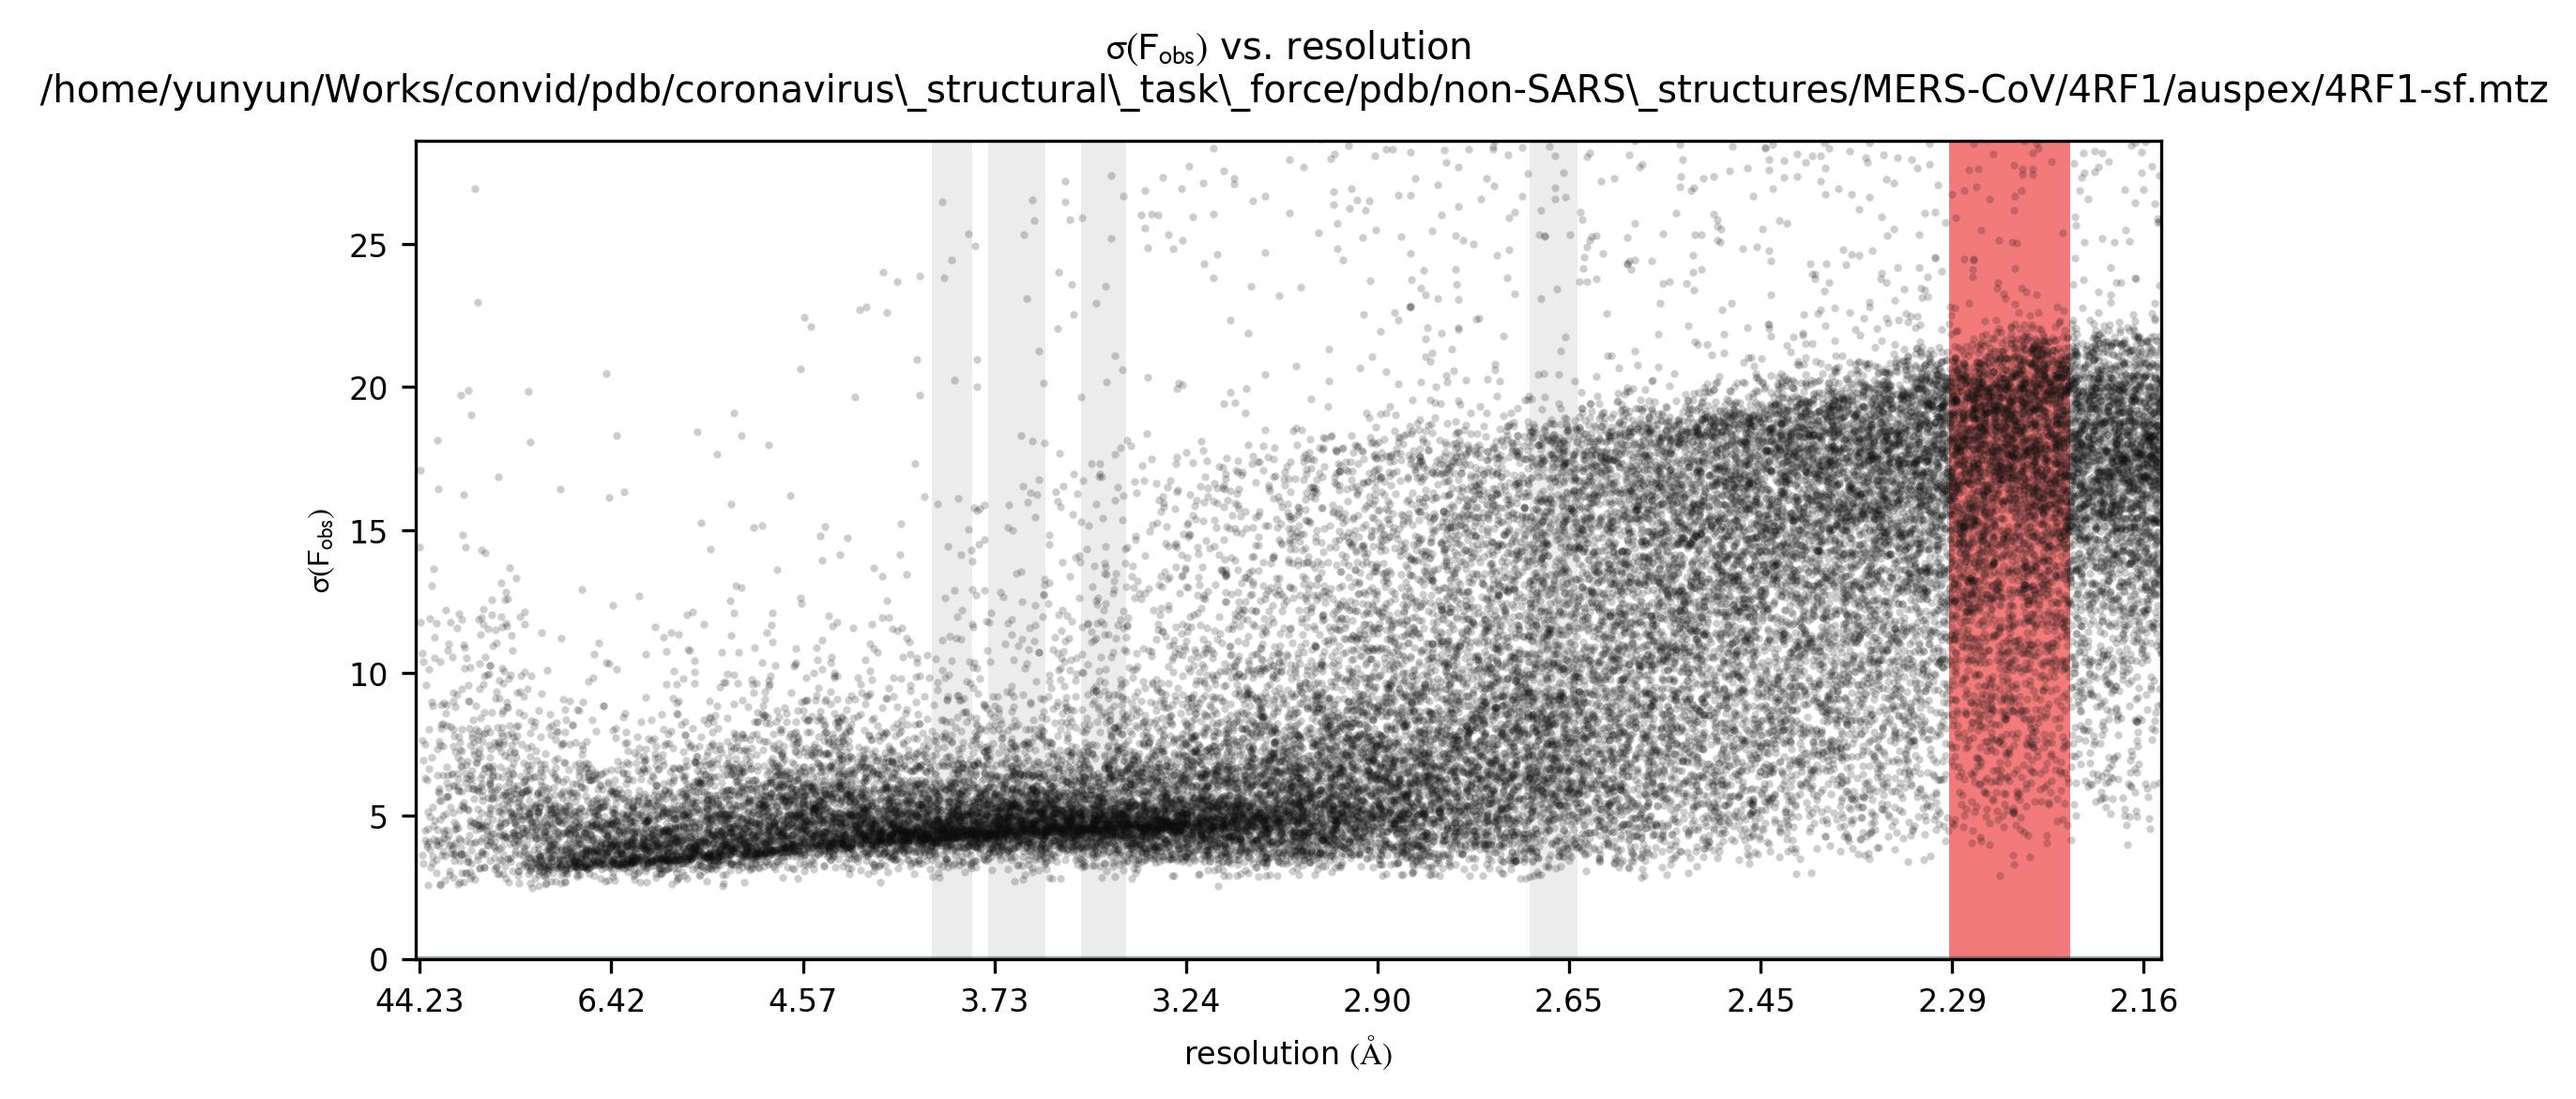 σ(Fobs) vs. resolution
/home/yunyun/Works/convid/pdb/coronavirus\_structural\_task\_force/pdb/non-SARS\_structures/MERS-CoV/4RF1/auspex/4RF1-sf.mtz
σ(Fobs)
25
20
15
10
5
0
44.23 6.42 4.57 3.73 3.24 2.90 2.65 2.45 2.29 2.16
resolution (Å)